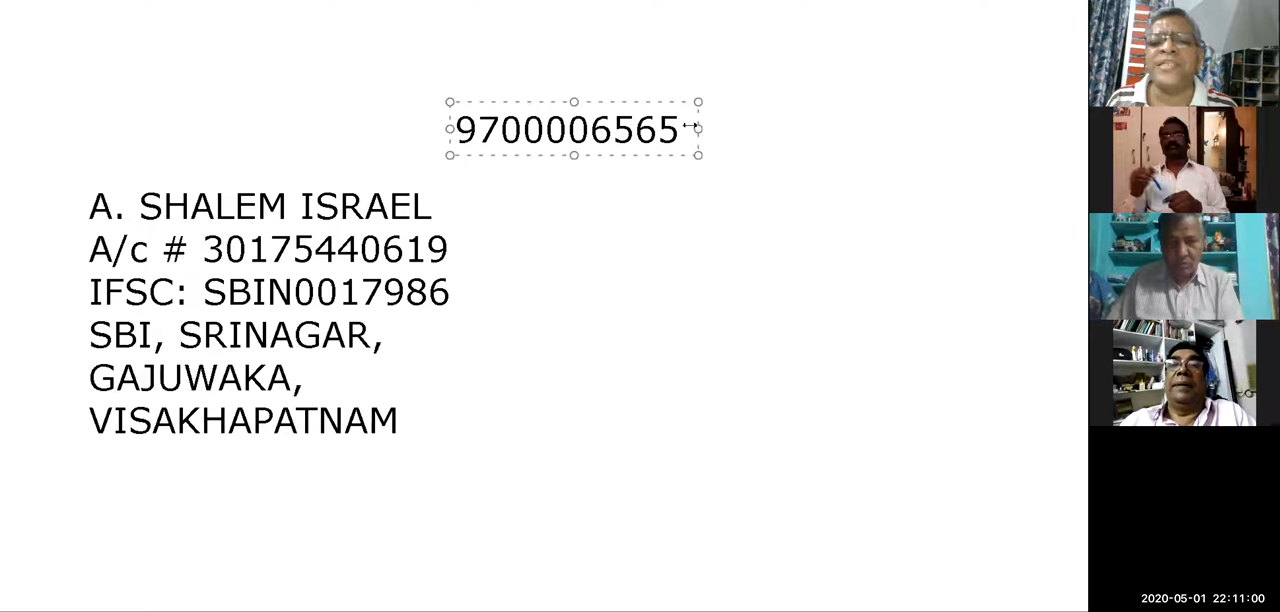 9700006565
A. SHALEM ISRAEL
A/c # 30175440619
IFSC: SBIN0017986
SBI, SRINAGAR,
GAJUWAKA,
VISAKHAPATNAM
2020-05-01 22:11:00